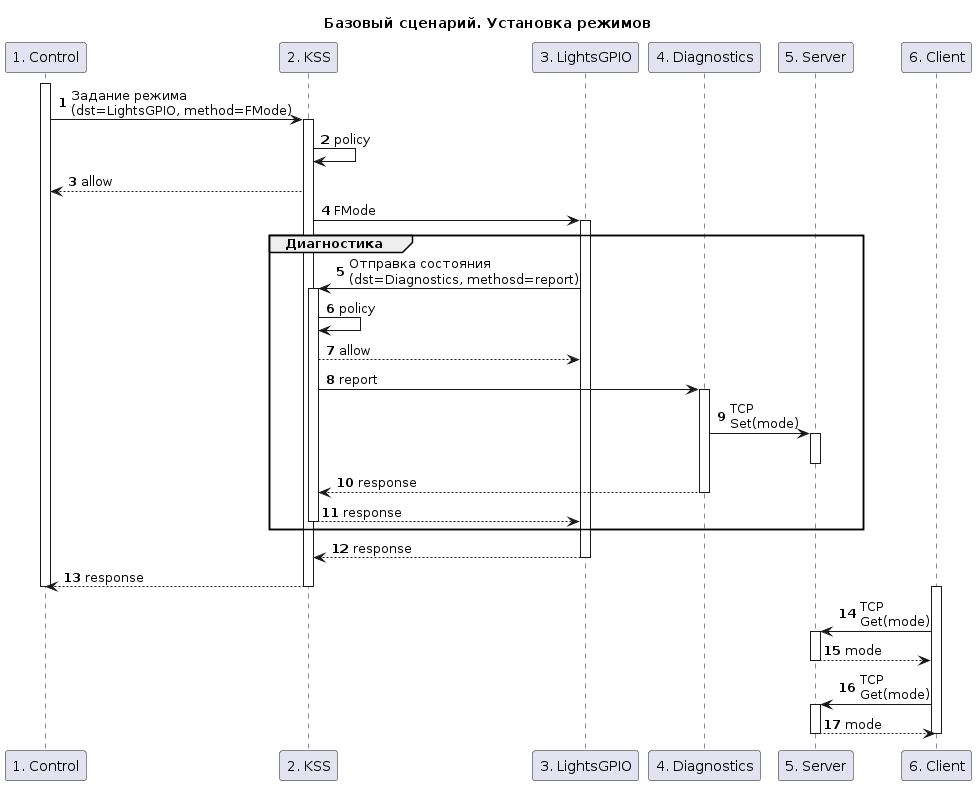 Базовый сценарий. Установка режимов
1. Control
2. KSS
3. LightsGPIO
4. Diagnostics
5. Server
6. Client
1 Задание режима
(dst=LightsGPIO, method=FMode)
2 policy
3 allow
4 FMode
Диагностика
5 Отправка состояния
(dst=Diagnostics, methosd=report)
6 policy
7 allow
8 report
9 TCP
Set(mode)
10 response
11 response
12 response
13 response
14 TCP
Get(mode)
15 mode
16 TCP
Get(mode)
17 mode
1. Control
2. KSS
3. LightsGPIO
4. Diagnostics
5. Server
6. Client